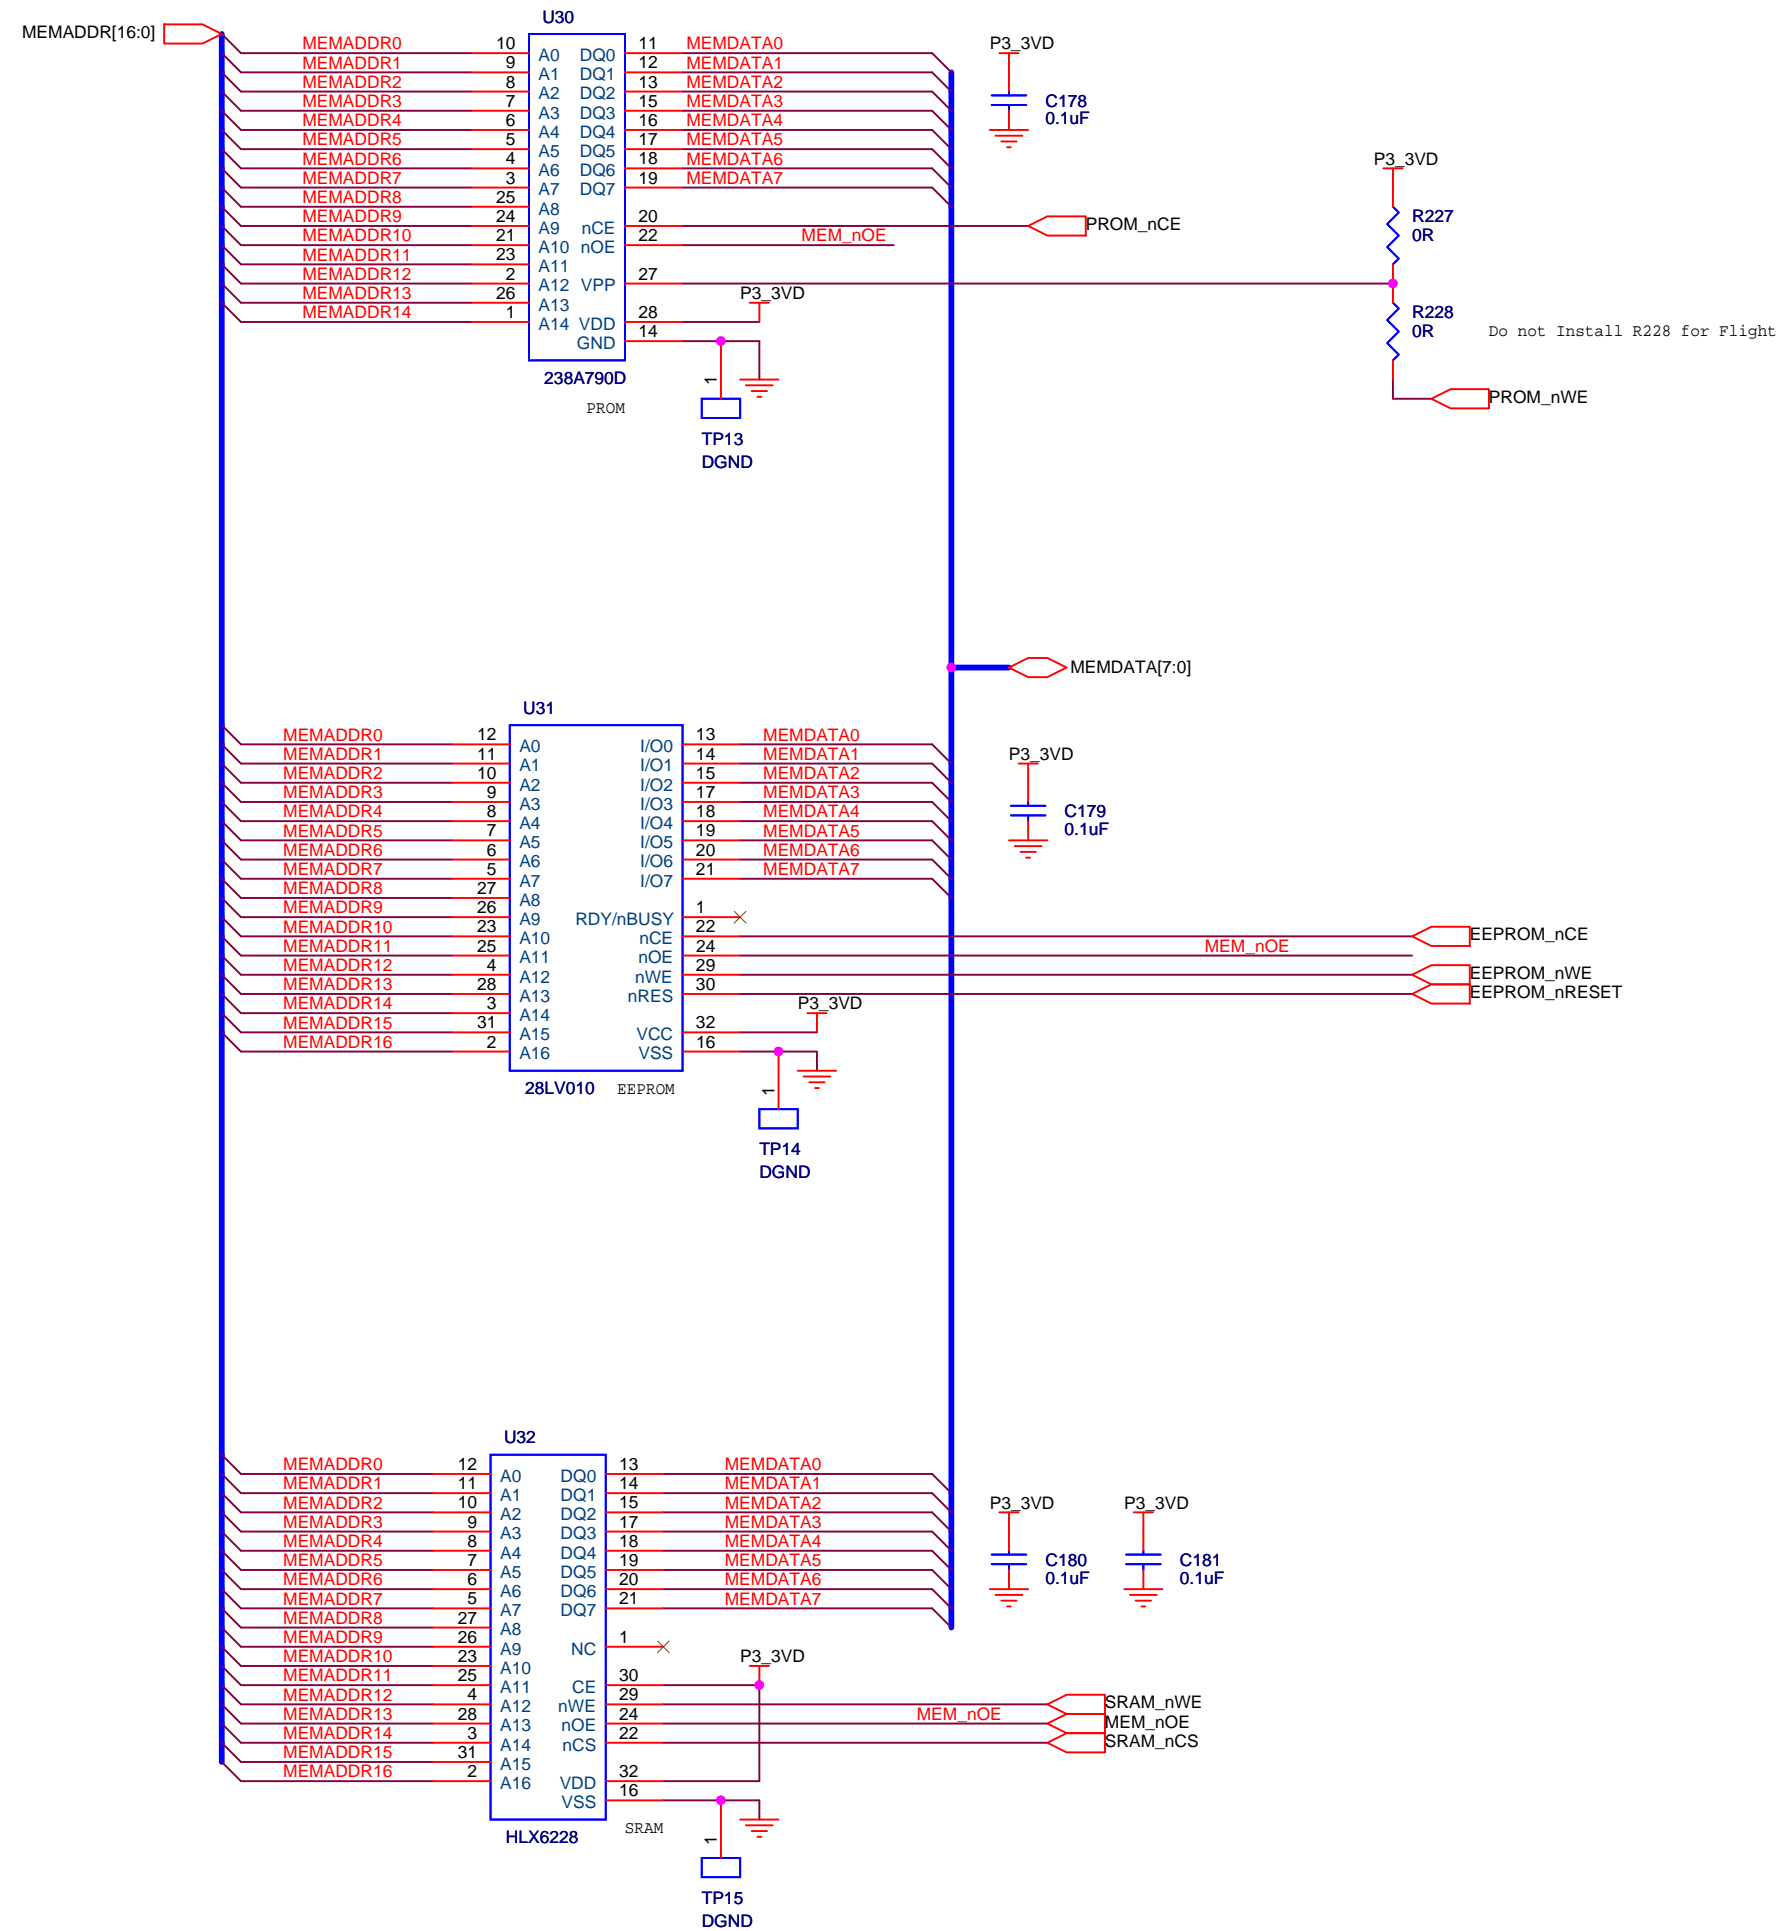 MEMADDR[16:0]
U30
MEMADDR0 10 A0 DQ0 11 MEMDATA0
MEMADDR1 9 A1 DQ1 12 MEMDATA1
MEMADDR2 8 A2 DQ2 13 MEMDATA2
MEMADDR3 7 A3 DQ3 15 MEMDATA3
MEMADDR4 6 A4 DQ4 16 MEMDATA4
MEMADDR5 5 A5 DQ5 17 MEMDATA5
MEMADDR6 4 A6 DQ6 18 MEMDATA6
MEMADDR7 3 A7 DQ7 19 MEMDATA7
MEMADDR8 25 A8
MEMADDR9 24 A9 nCE 20 PROM_nCE
MEMADDR10 21 A10 nOE 22 MEM_nOE
MEMADDR11 23 A11
MEMADDR12 2 A12 VPP 27
MEMADDR13 26 A13 P3_3VD
MEMADDR14 1 A14 VDD 28
GND 14
238A790D
PROM
1
TP13
DGND
P3_3VD
C178
0.1uF
P3_3VD
R227
0R
R228
0R
Do not Install R228 for Flight
PROM_nWE
MEMDATA[7:0]
U31
MEMADDR0 12 A0 I/O0 13 MEMDATA0
MEMADDR1 11 A1 I/O1 14 MEMDATA1
MEMADDR2 10 A2 I/O2 15 MEMDATA2
MEMADDR3 9 A3 I/O3 17 MEMDATA3
MEMADDR4 8 A4 I/O4 18 MEMDATA4
MEMADDR5 7 A5 I/O5 19 MEMDATA5
MEMADDR6 6 A6 I/O6 20 MEMDATA6
MEMADDR7 5 A7 I/O7 21 MEMDATA7
MEMADDR8 27 A8
MEMADDR9 26 A9 RDY/nBUSY 1
MEMADDR10 23 A10 nCE 22 EEPROM_nCE
MEMADDR11 25 A11 nOE 24 MEM_nOE
MEMADDR12 4 A12 nWE 29 EEPROM_nWE
MEMADDR13 28 A13 nRES 30 EEPROM_nRESET
MEMADDR14 3 A14 P3_3VD
MEMADDR15 31 A15 VCC 32
MEMADDR16 2 A16 VSS 16
28LV010 EEPROM
1
TP14
DGND
P3_3VD
C179
0.1uF
U32
MEMADDR0 12 A0 DQ0 13 MEMDATA0
MEMADDR1 11 A1 DQ1 14 MEMDATA1
MEMADDR2 10 A2 DQ2 15 MEMDATA2
MEMADDR3 9 A3 DQ3 17 MEMDATA3
MEMADDR4 8 A4 DQ4 18 MEMDATA4
MEMADDR5 7 A5 DQ5 19 MEMDATA5
MEMADDR6 6 A6 DQ6 20 MEMDATA6
MEMADDR7 5 A7 DQ7 21 MEMDATA7
MEMADDR8 27 A8
MEMADDR9 26 A9 NC 1
MEMADDR10 23 A10 P3_3VD
MEMADDR11 25 A11 CE 30
MEMADDR12 4 A12 nWE 29 SRAM_nWE
MEMADDR13 28 A13 nOE 24 MEM_nOE MEM_nOE
MEMADDR14 3 A14 nCS 22 SRAM_nCS
MEMADDR15 31 A15
MEMADDR16 2 A16 VDD 32
VSS 16
HLX6228
SRAM
1
TP15
DGND
P3_3VD P3_3VD
C180 C181
0.1uF 0.1uF